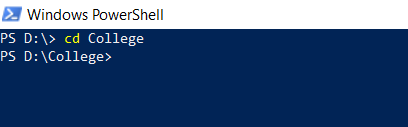 Windows PowerShell
PS D:\> cd College
PS D:\College>